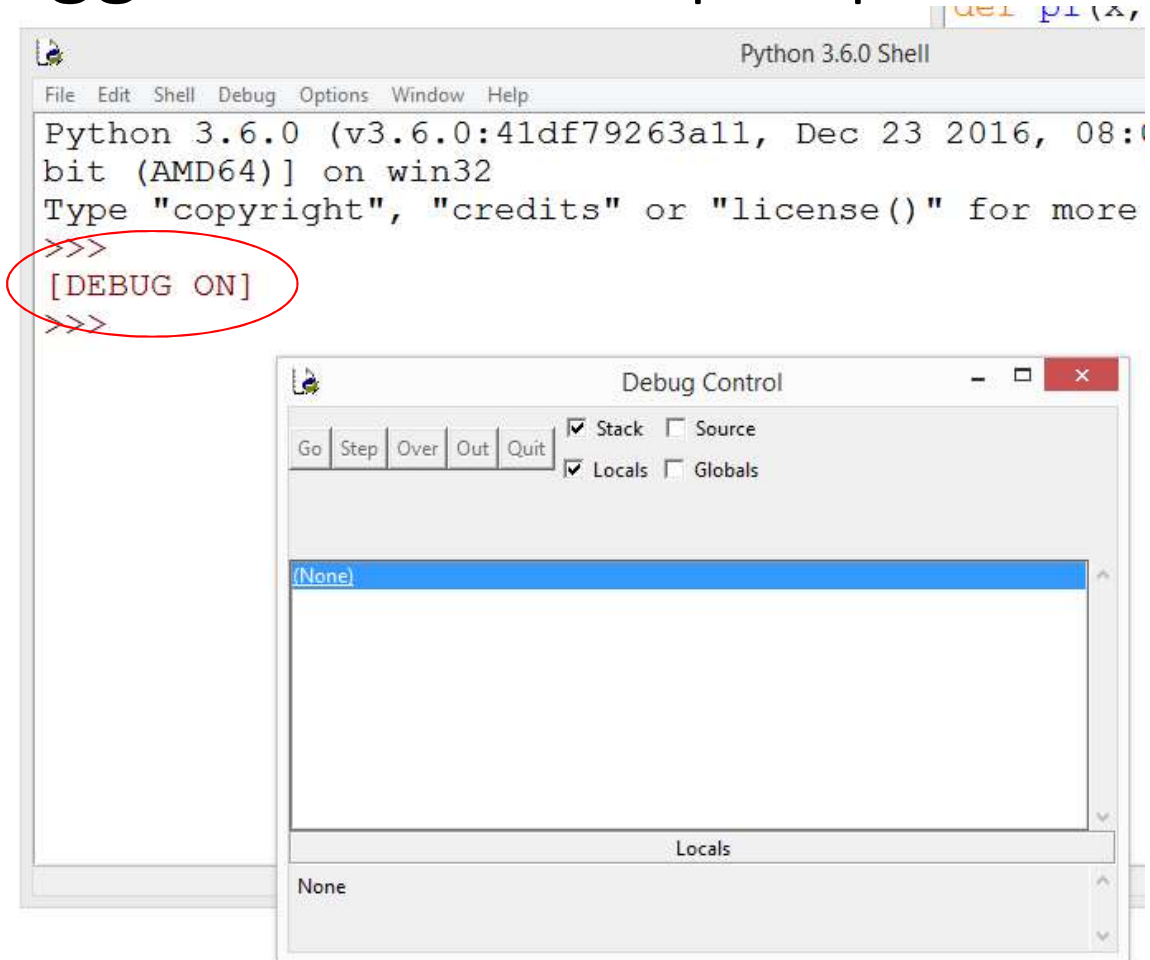 def pi(x,
Python 3.6.0 Shell
File Edit Shell Debug Options Window Help
Python 3.6.0 (v3.6.0:41df79263a11, Dec 23 2016, 08:
bit (AMD64)] on win32
Type "copyright", "credits" or "license()" for more
>>>
[DEBUG ON]
>>>
Debug Control
Go Step Over Out Quit
Stack Source
Locals Globals
(None)
Locals
None